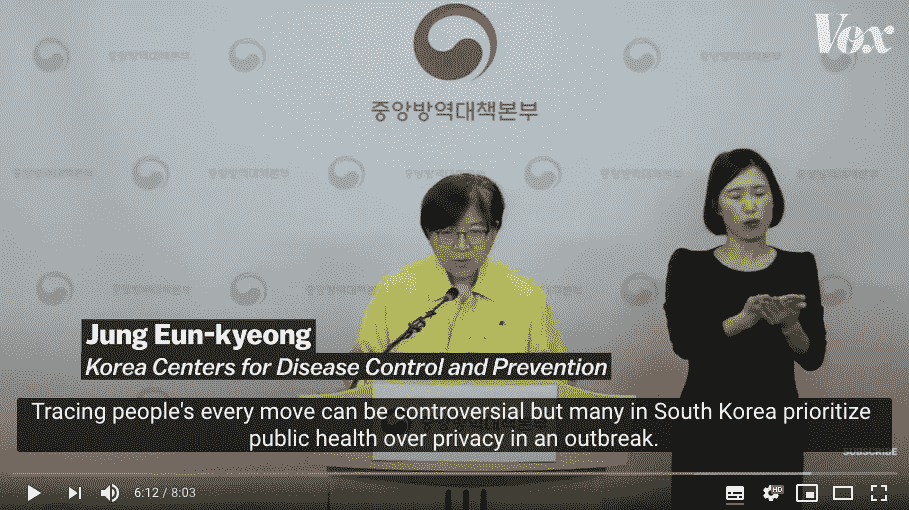 Vox
중앙방역대책본부
Jung Eun-kyeong
Korea Centers for Disease Control and Prevention
Tracing people's every move can be controversial but many in South Korea prioritize
public health over privacy in an outbreak.
SUBSCRIBE
6:12 / 8:03
HD